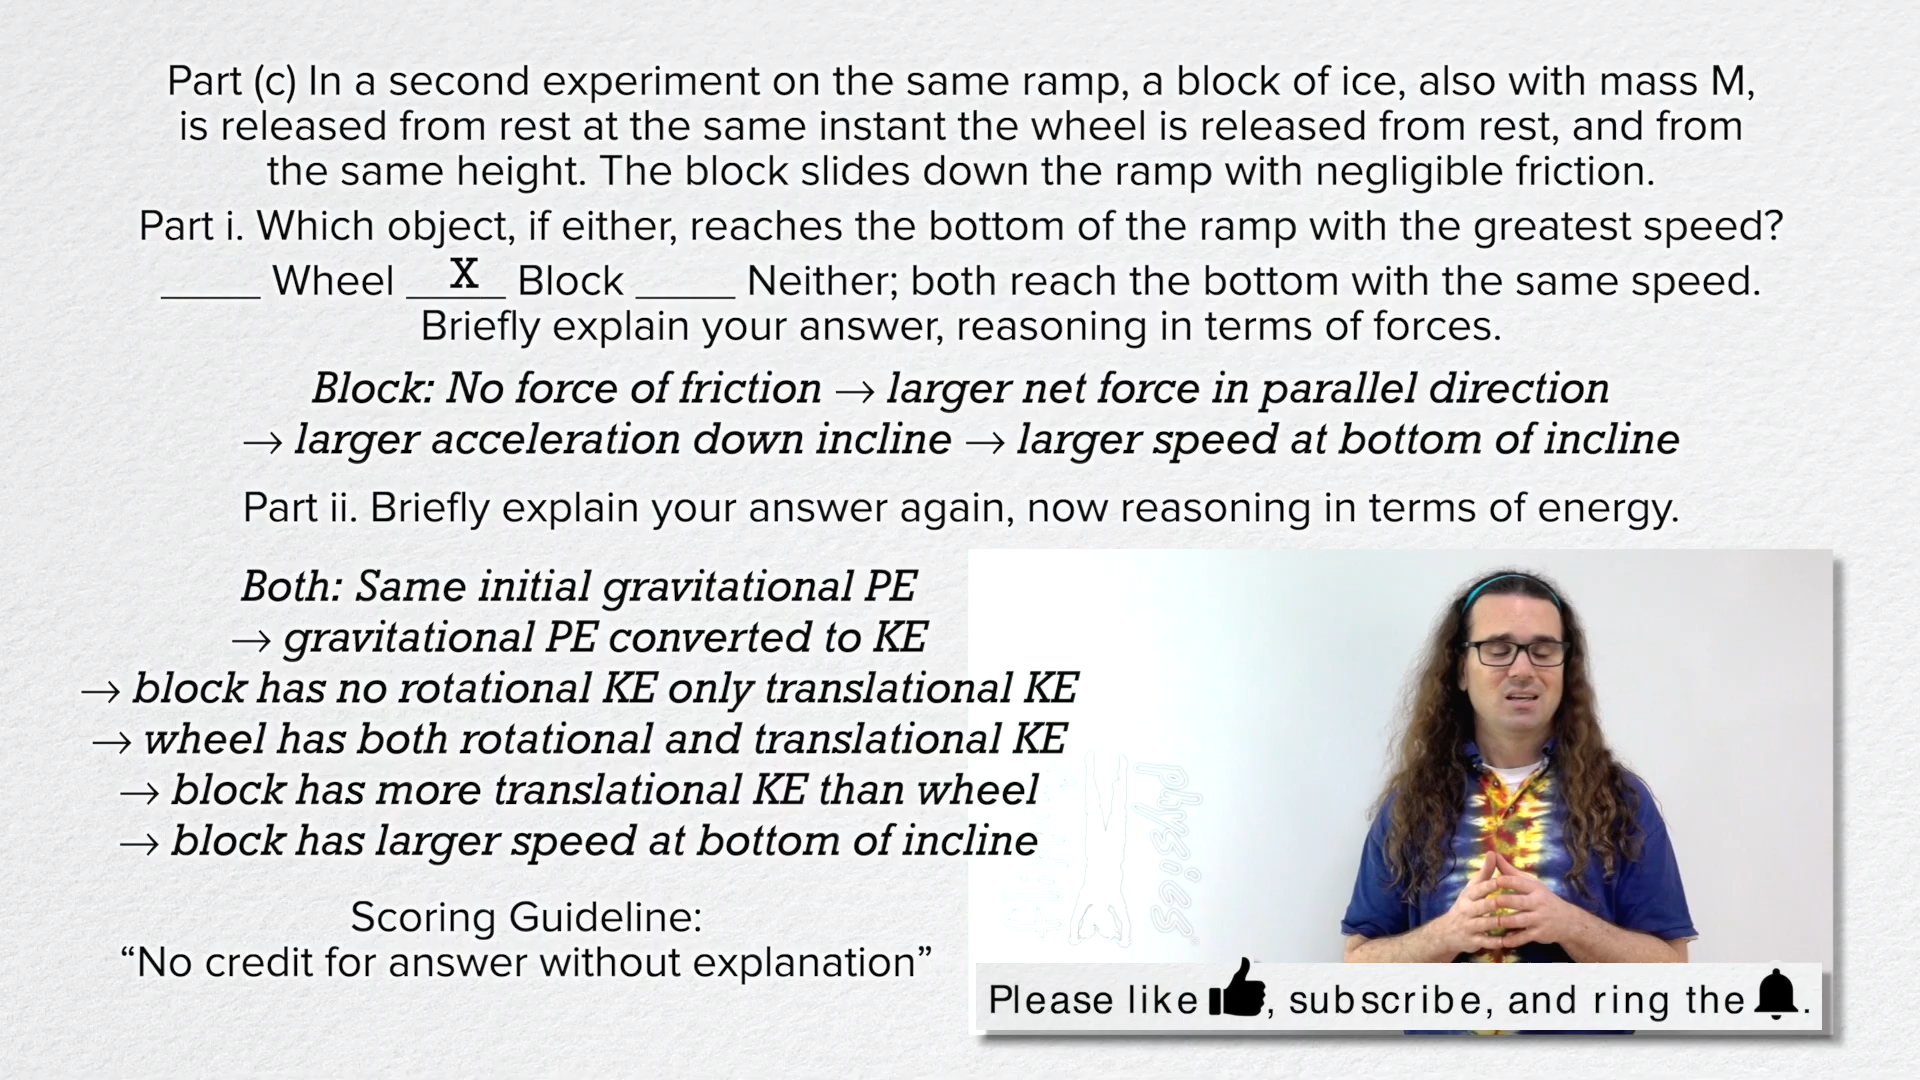 Part (c) In a second experiment on the same ramp, a block of ice, also with mass M,
is released from rest at the same instant the wheel is released from rest, and from
the same height. The block slides down the ramp with negligible friction.
Part i. Which object, if either, reaches the bottom of the ramp with the greatest speed?
_____ Wheel __X__ Block _____ Neither; both reach the bottom with the same speed.
Briefly explain your answer, reasoning in terms of forces.
Block: No force of friction → larger net force in parallel direction
→ larger acceleration down incline → larger speed at bottom of incline
Part ii. Briefly explain your answer again, now reasoning in terms of energy.
Both: Same initial gravitational PE
→ gravitational PE converted to KE
→ block has no rotational KE only translational KE
→ wheel has both rotational and translational KE
→ block has more translational KE than wheel
→ block has larger speed at bottom of incline
Scoring Guideline:
“No credit for answer without explanation”
physics
Please like 👍, subscribe, and ring the 🔔.